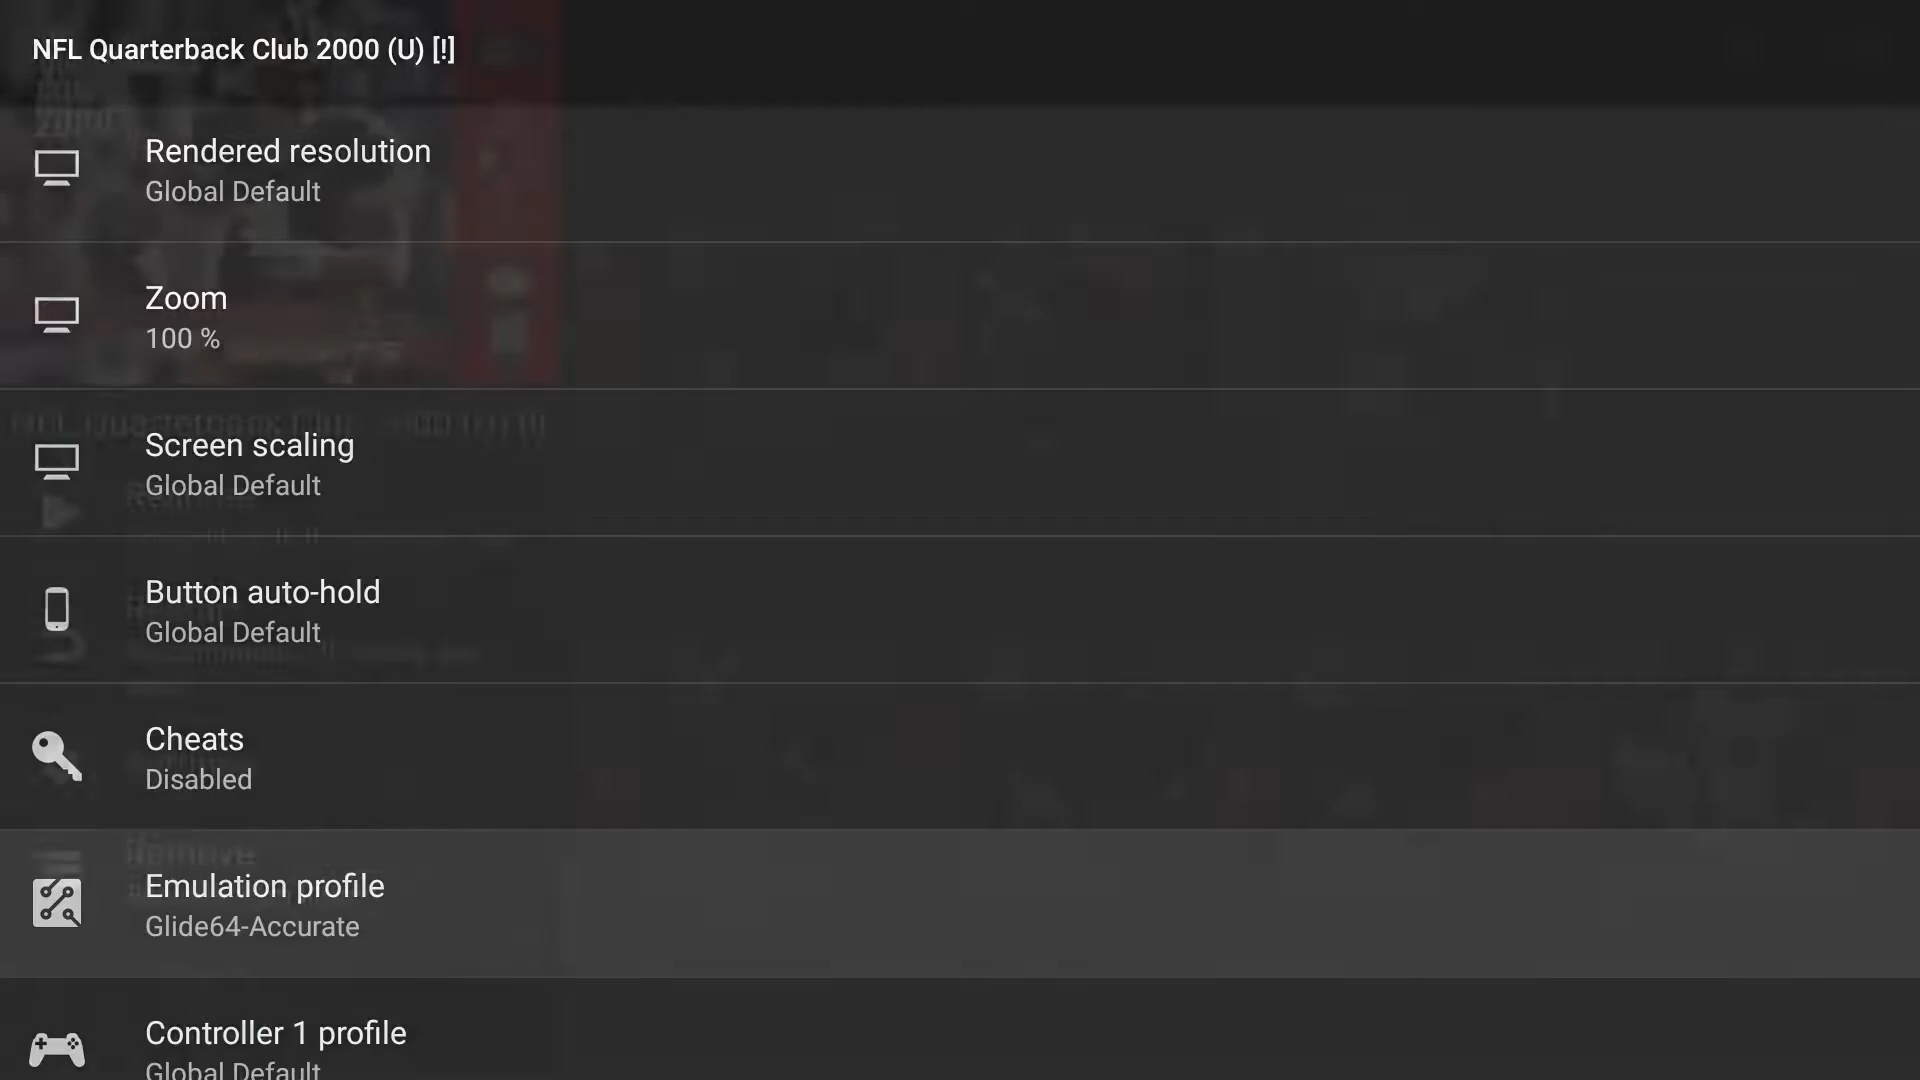 NFL Quarterback Club 2000 (U) [!]
Rendered resolution
Global Default
Zoom
100 %
Screen scaling
Global Default
Button auto-hold
Global Default
Cheats
Disabled
Remove
Emulation profile
Glide64-Accurate
Controller 1 profile
Global Default